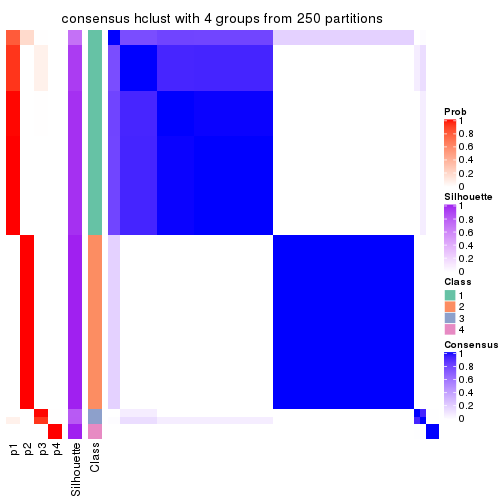 consensus hclust with 4 groups from 250 partitions
Prob
1
0.8
0.6
0.4
0.2
0
Silhouette
1
0.8
0.6
0.4
0.2
0
Class
1
2
3
4
Consensus
1
0.8
0.6
0.4
0.2
0
p1
p2
p3
p4
Silhouette
Class